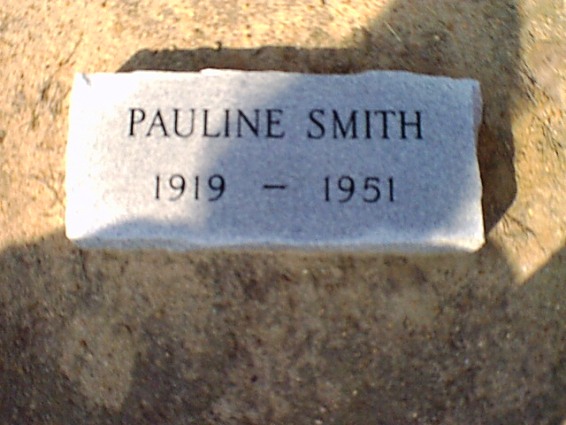 PAULINE SMITH
1919 – 1951